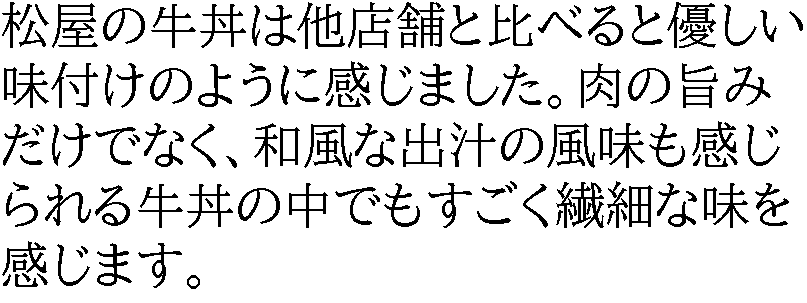 松屋の牛丼は他店舗と比べると優しい
味付けのように感じました。肉の旨み
だけでなく、和風な出汁の風味も感じ
られる牛丼の中でもすごく繊細な味を
感じます。